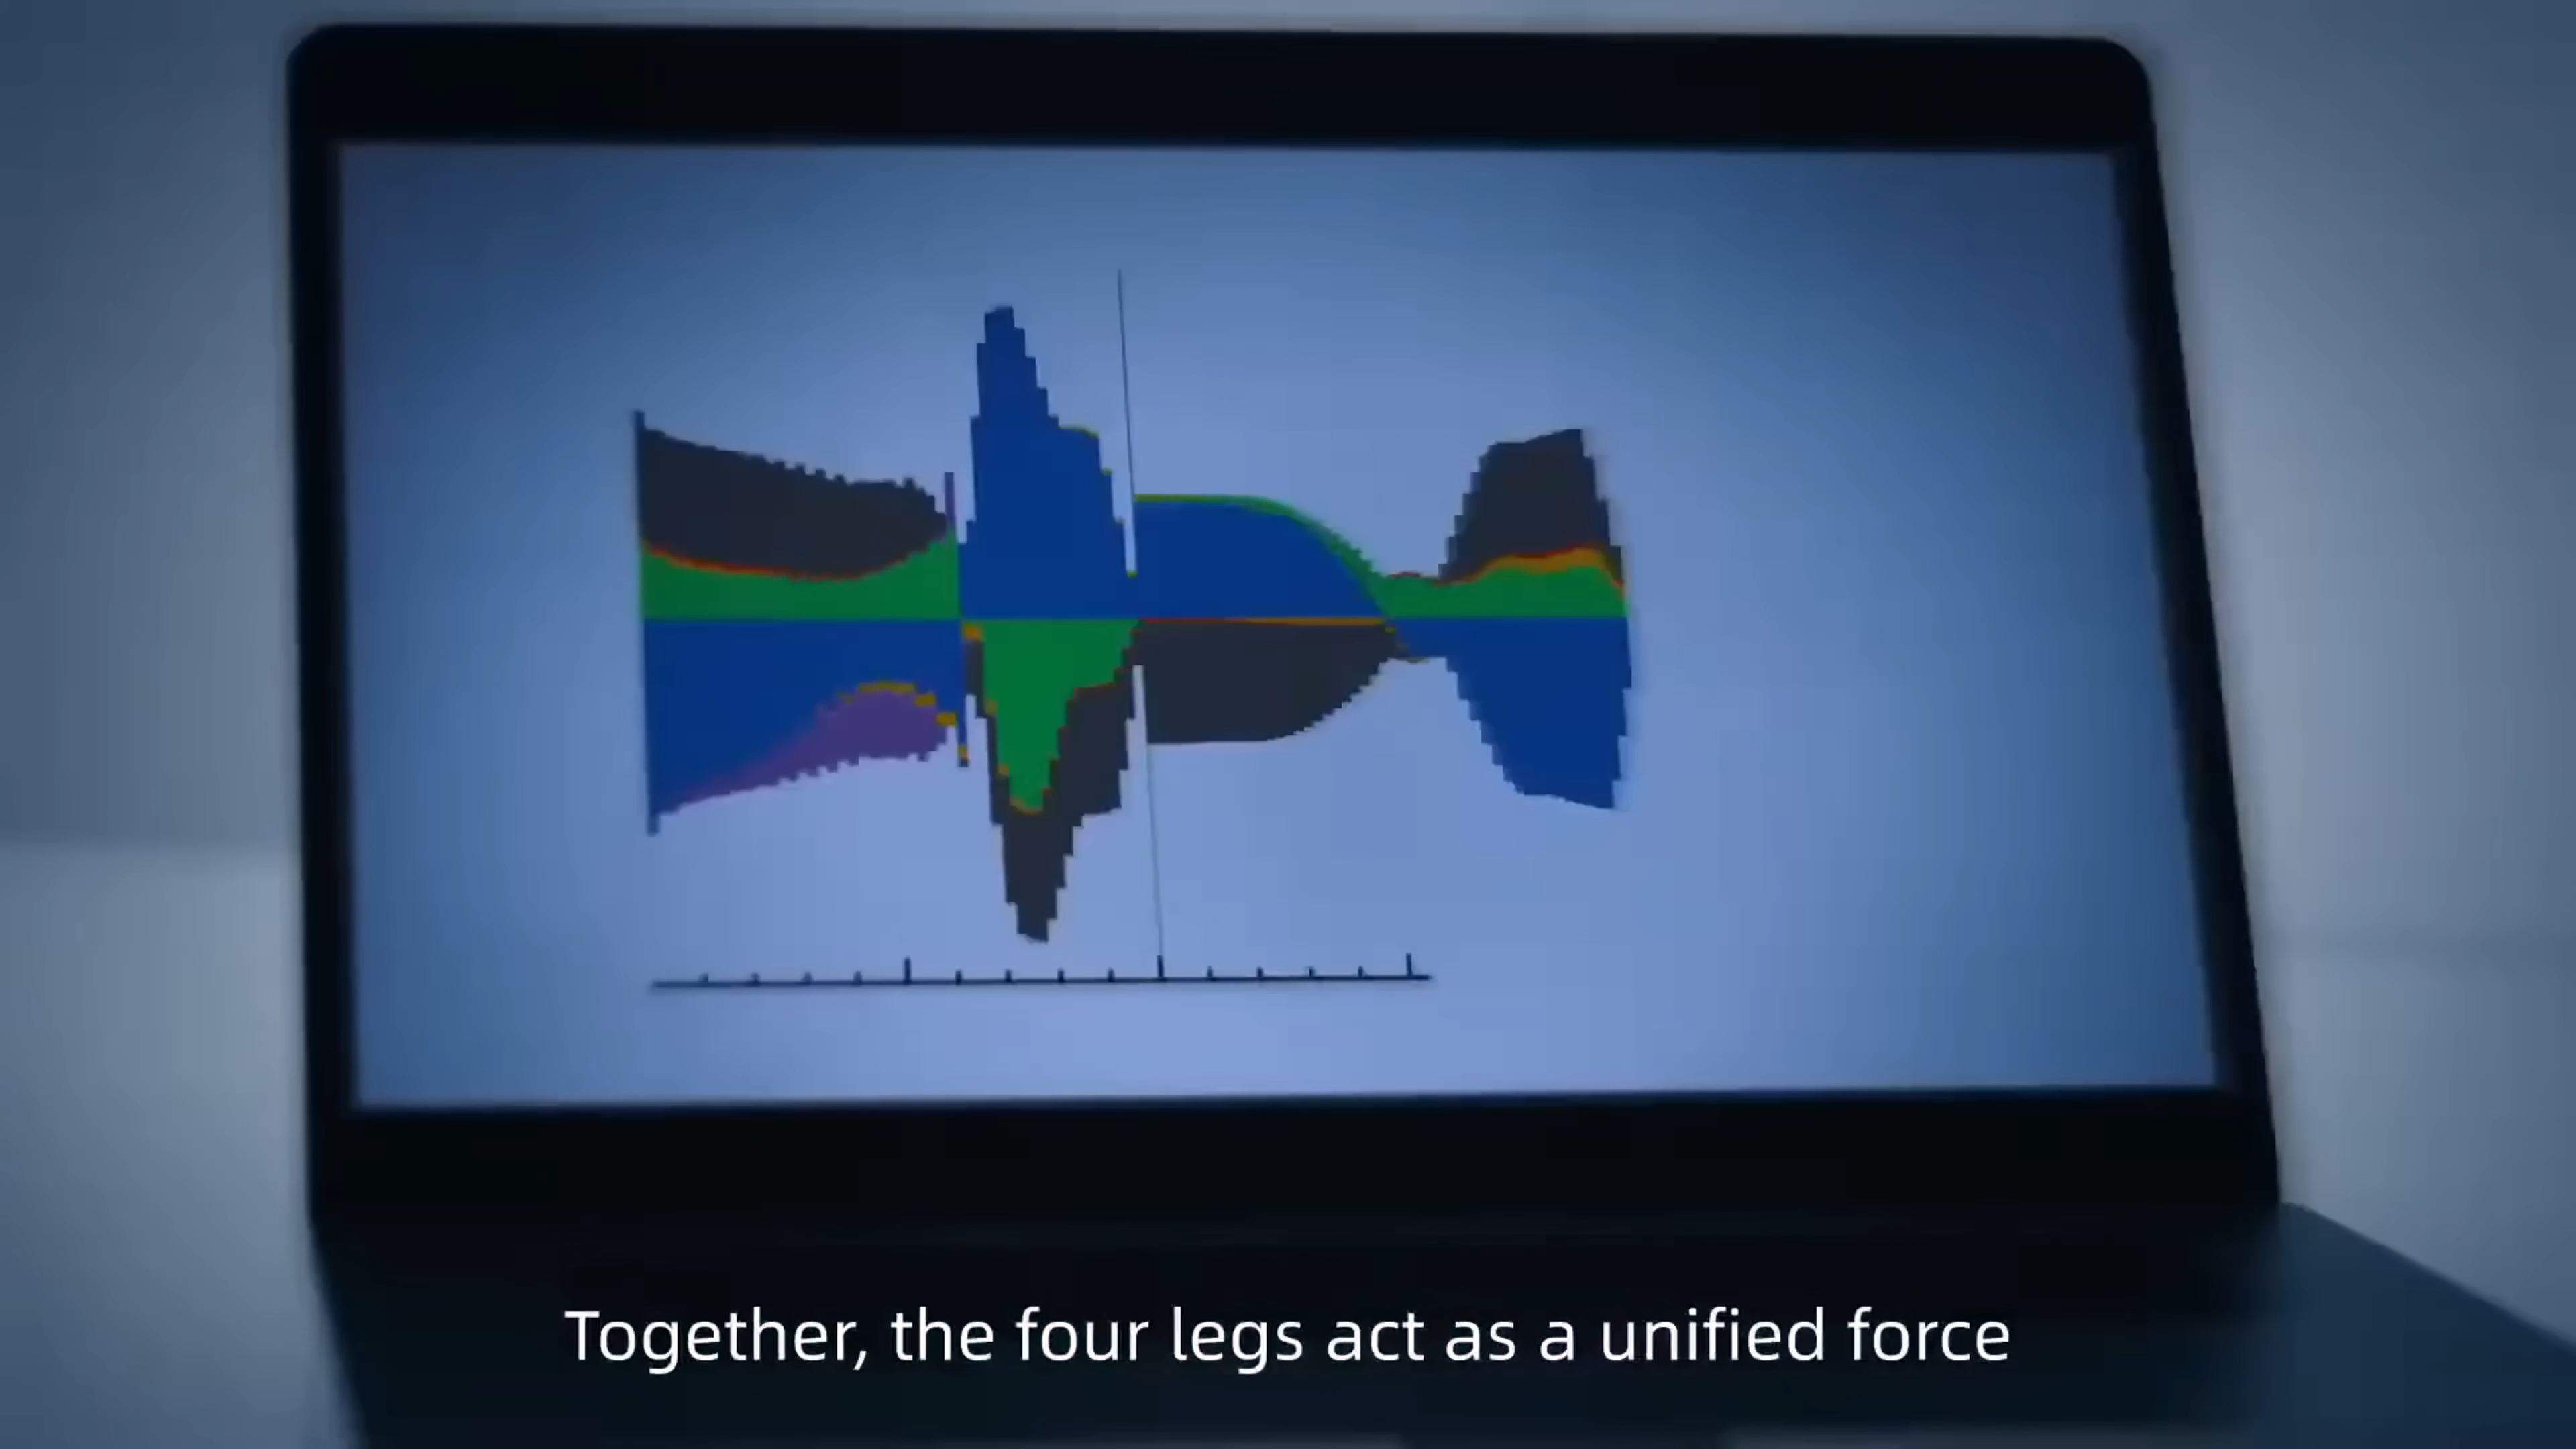 Together, the four legs act as a unified force